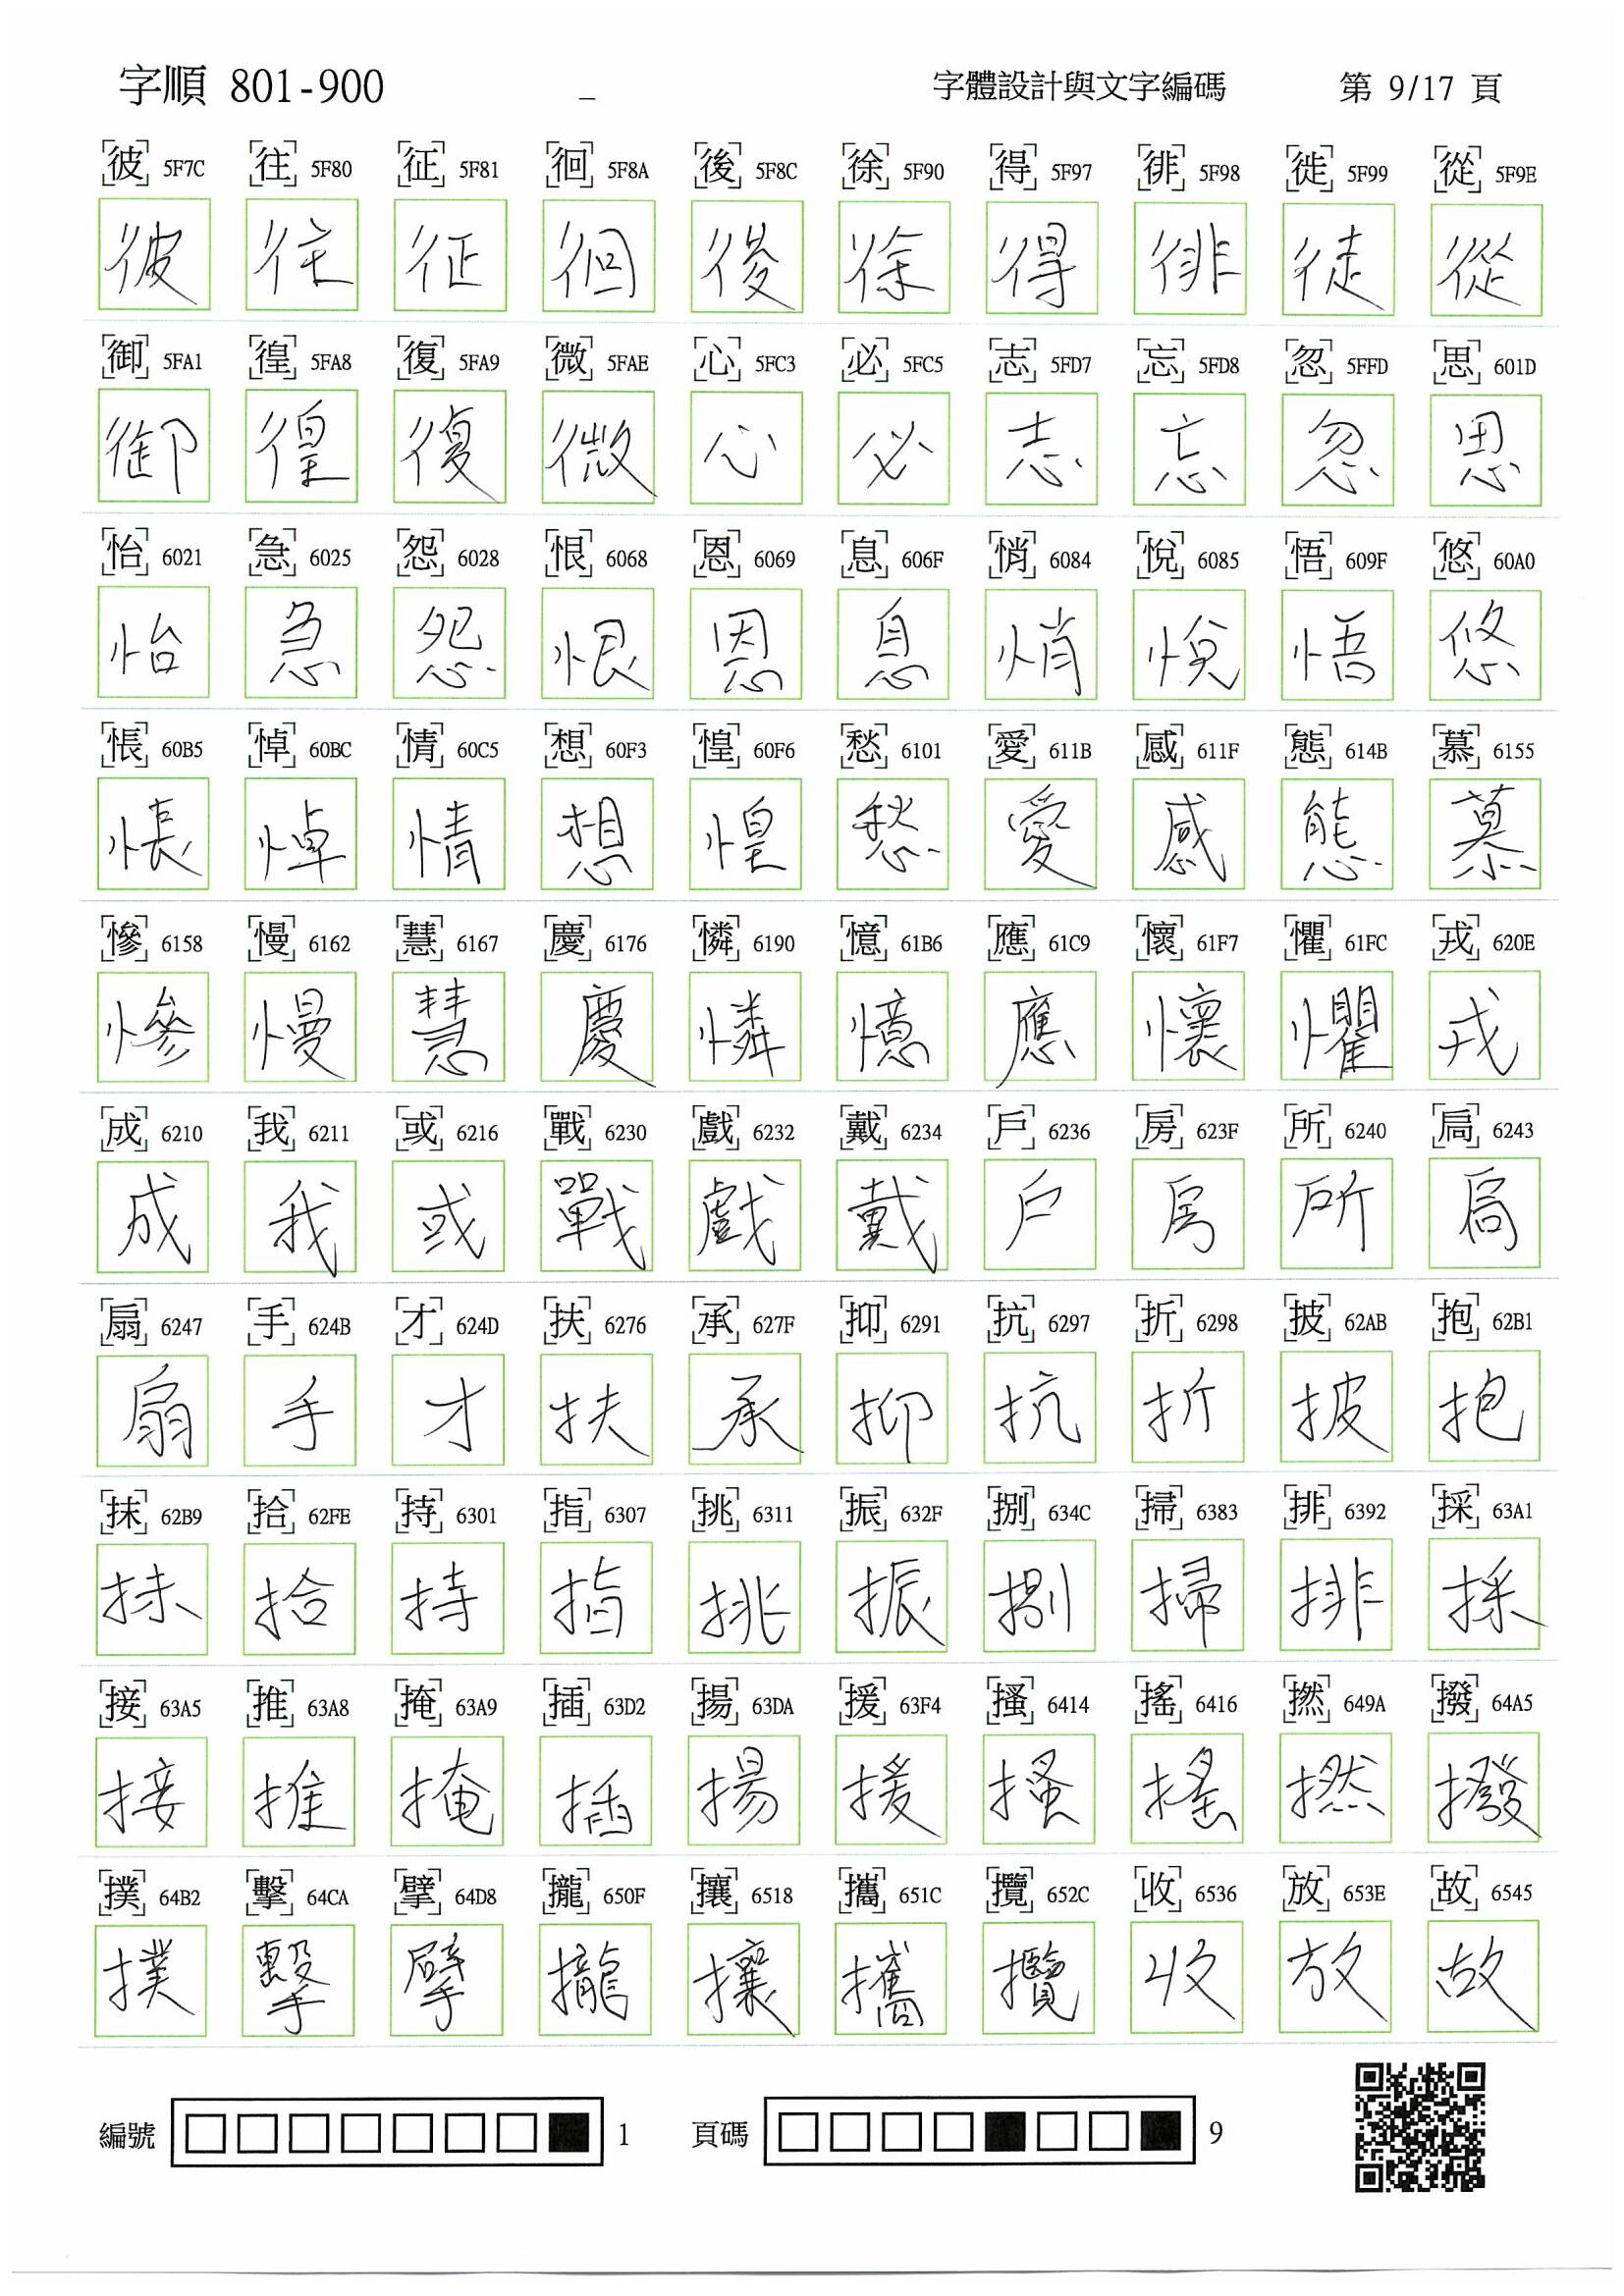 字順 801-900 _ 字體設計與文字編碼 第 9/17 頁
彼 5F7C 往 5F80 征 5F81 徊 5F8A 後 5F8C 徐 5F90 得 5F97 徘 5F98 徙 5F99 從 5F9E
彼 往 征 徊 後 徐 得 徘 徒 從
御 5FA1 徨 5FA8 復 5FA9 微 5FAE 心 5FC3 必 5FC5 志 5FD7 忘 5FD8 忽 5FFD 思 601D
御 徨 復 微 心 必 志 忘 忽 思
怡 6021 急 6025 怨 6028 恨 6068 恩 6069 息 606F 悄 6084 悅 6085 悟 609F 悠 60A0
怡 急 怨 恨 恩 息 悄 悅 悟 悠
悵 60B5 悼 60BC 情 60C5 想 60F3 惶 60F6 愁 6101 愛 611B 感 611F 態 614B 慕 6155
悵 悼 情 想 惶 愁 愛 感 態 慕
慘 6158 慢 6162 慧 6167 慶 6176 憐 6190 憶 61B6 應 61C9 懷 61F7 懼 61FC 戎 620E
慘 慢 慧 慶 憐 憶 應 懷 懼 戎
成 6210 我 6211 或 6216 戰 6230 戲 6232 戴 6234 戶 6236 房 623F 所 6240 扃 6243
成 我 或 戰 戲 戴 戶 房 所 扃
扇 6247 手 624B 才 624D 扶 6276 承 627F 抑 6291 抗 6297 折 6298 披 62AB 抱 62B1
扇 手 才 扶 承 抑 抗 折 披 抱
抹 62B9 拾 62FE 持 6301 指 6307 挑 6311 振 632F 捌 634C 掃 6383 排 6392 採 63A1
抹 拾 持 指 挑 振 捌 掃 排 採
接 63A5 推 63A8 掩 63A9 插 63D2 揚 63DA 援 63F4 搔 6414 搖 6416 撚 649A 撥 64A5
接 推 掩 插 揚 援 搔 搖 撚 撥
撲 64B2 擊 64CA 擘 64D8 攏 650F 攘 6518 攜 651C 攬 652C 收 6536 放 653E 故 6545
撲 擊 擘 攏 攘 攜 攬 收 放 故
編號 1 頁碼 9